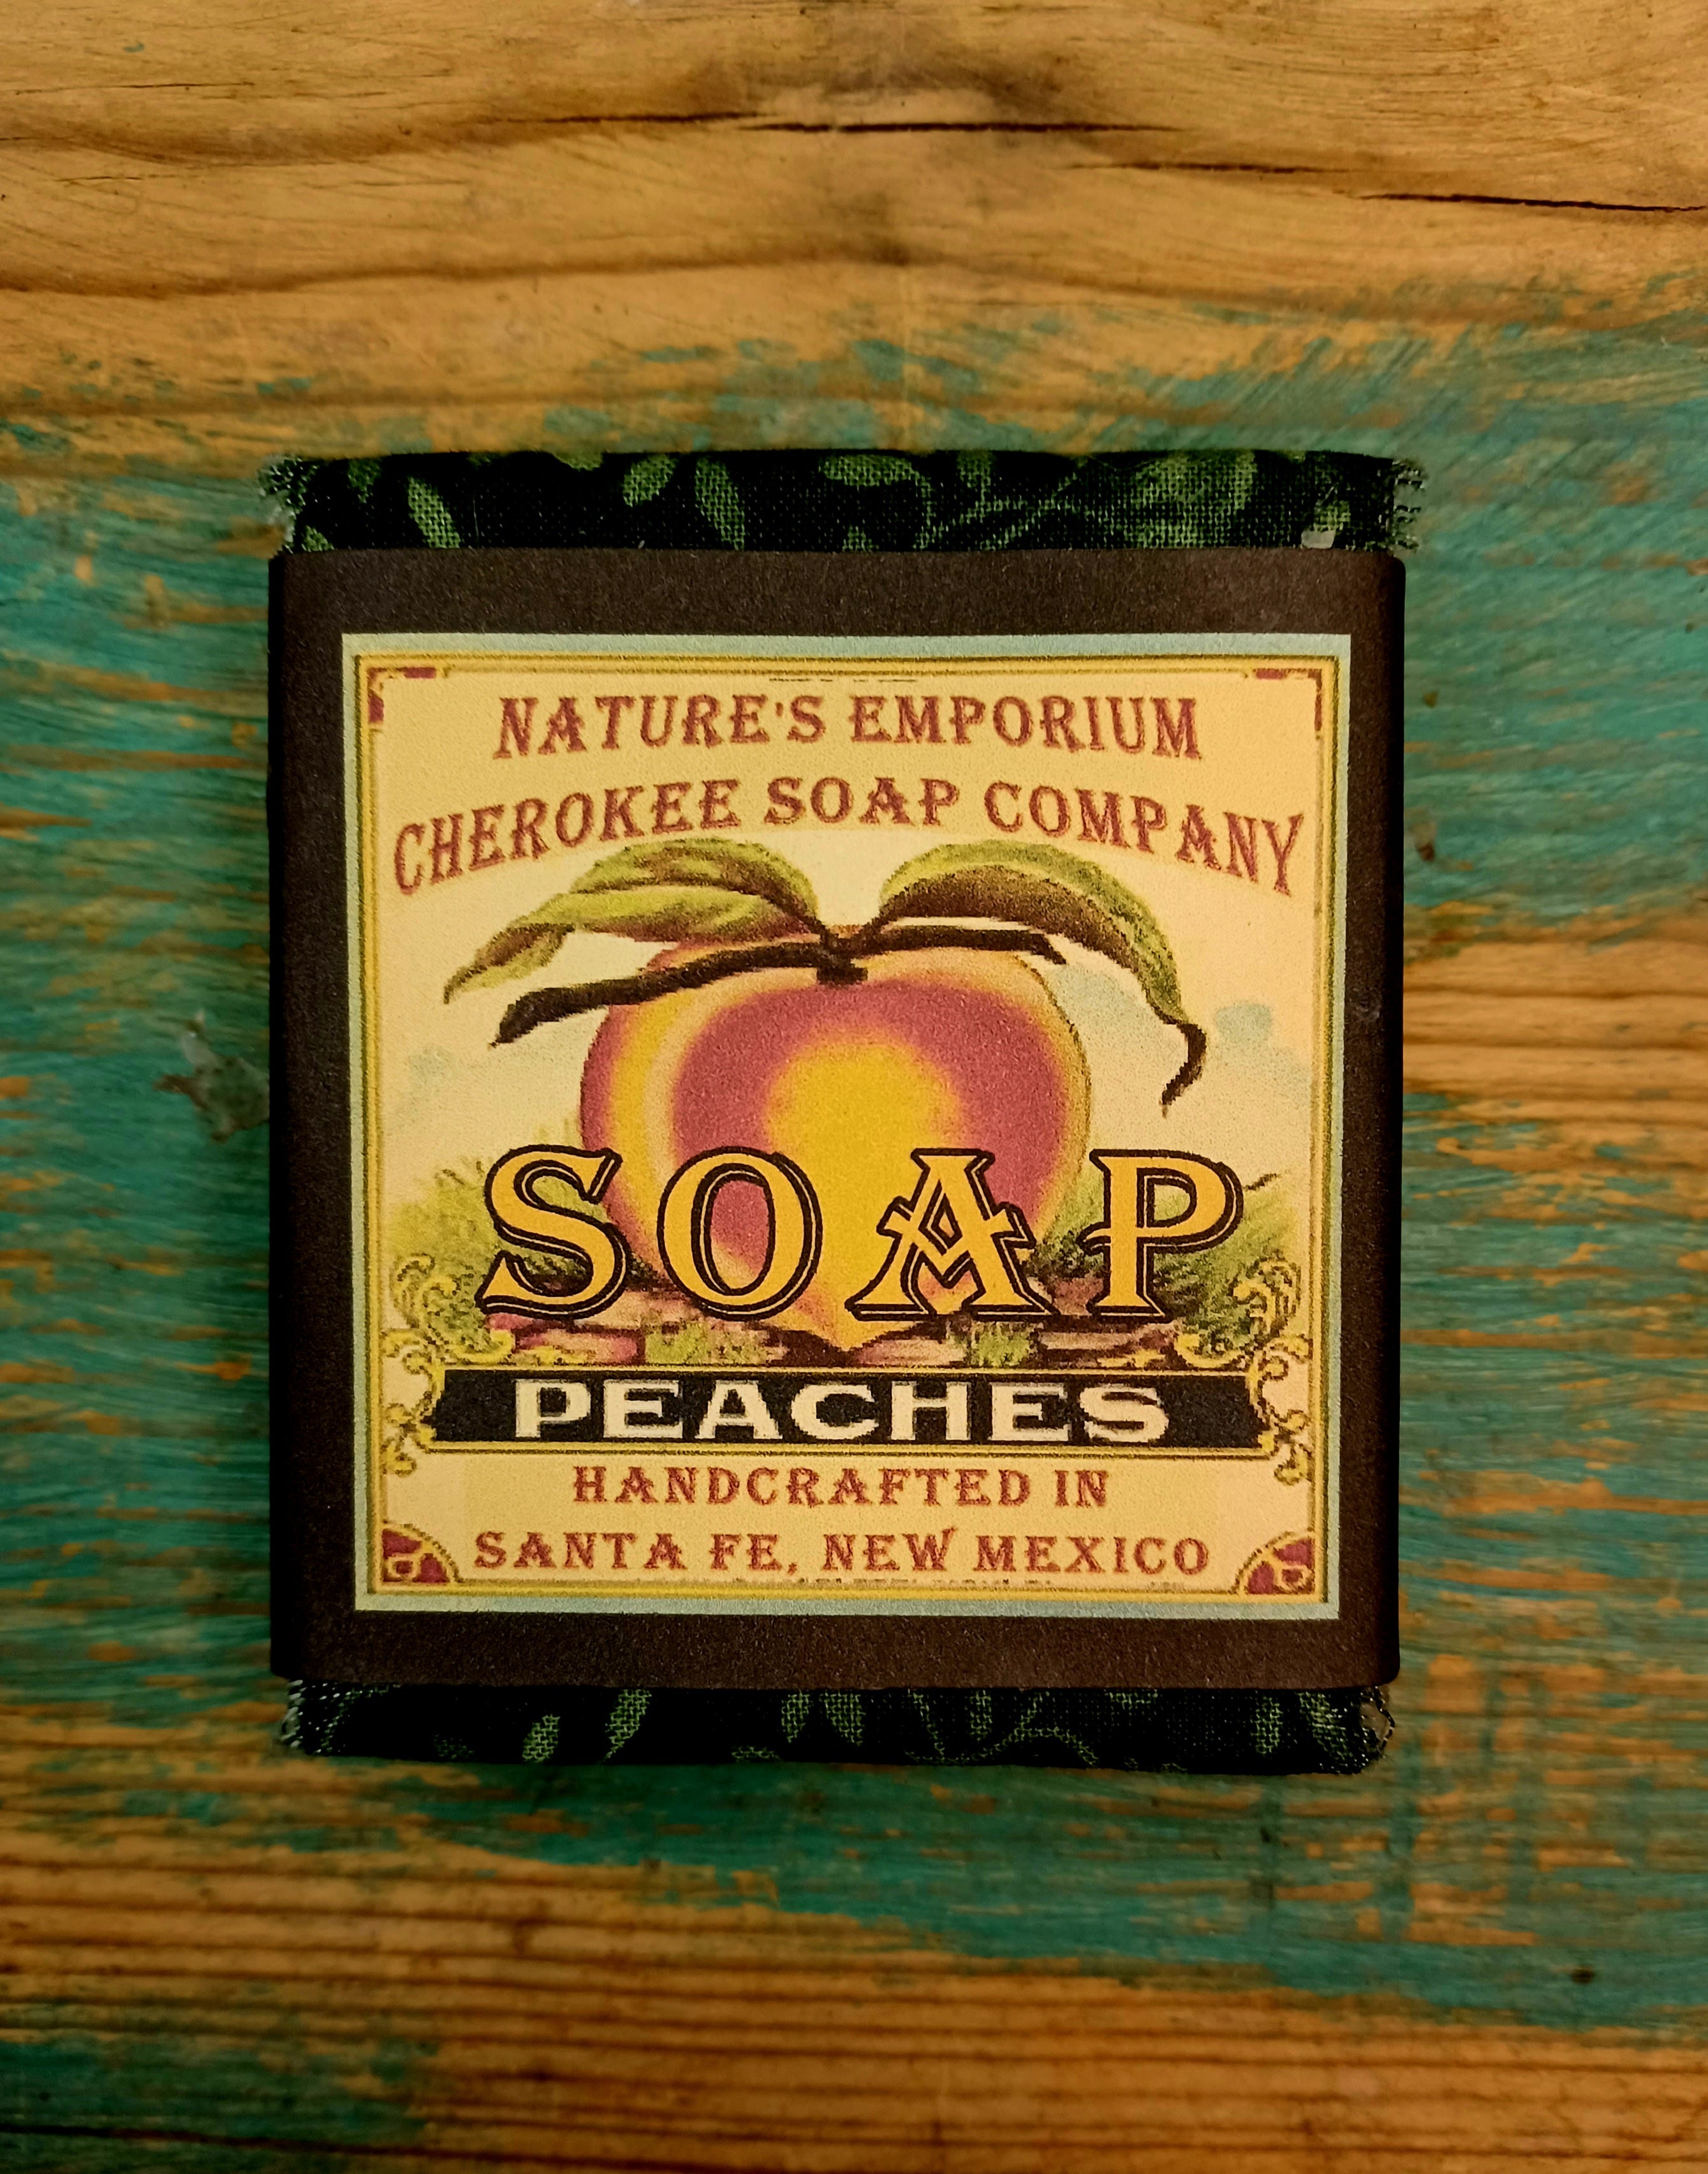 NATURE'S EMPORIUM
CHEROKEE SOAP COMPANY
SOAP
PEACHES
HANDCRAFTED IN
SANTA FE, NEW MEXICO